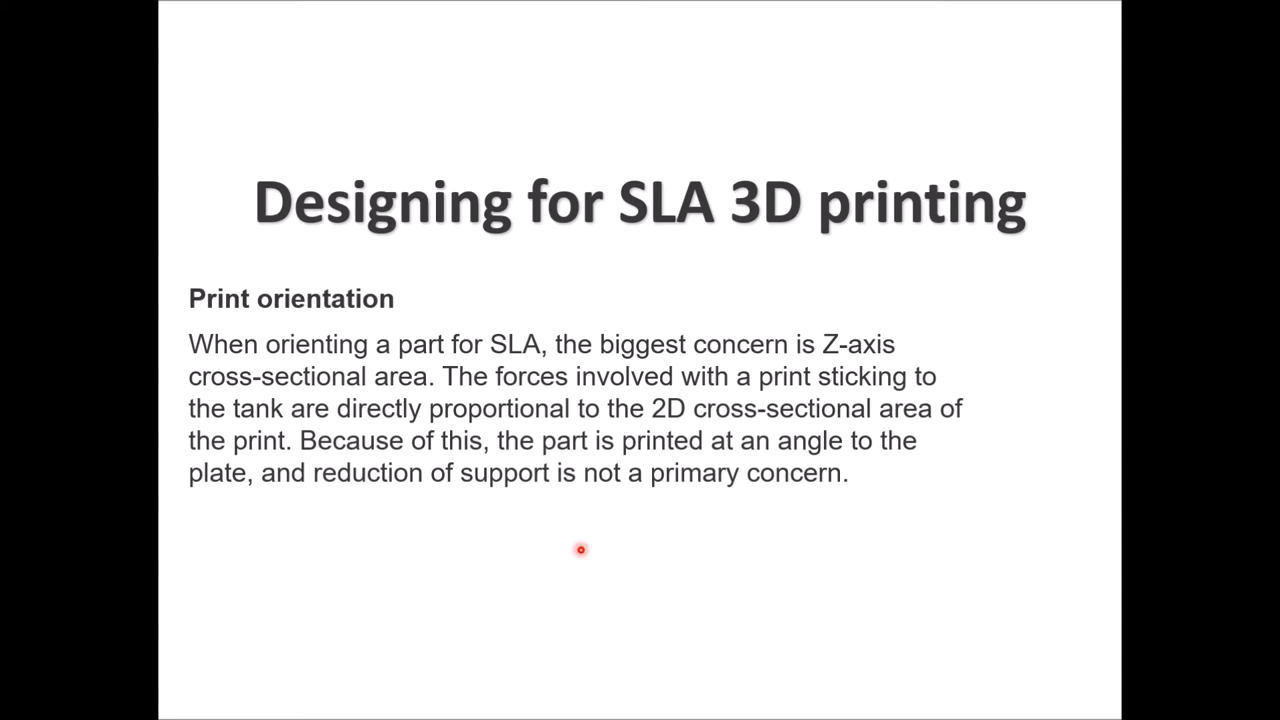 Designing for SLA 3D printing
Print orientation
When orienting a part for SLA, the biggest concern is Z-axis
cross-sectional area. The forces involved with a print sticking to
the tank are directly proportional to the 2D cross-sectional area of
the print. Because of this, the part is printed at an angle to the
plate, and reduction of support is not a primary concern.